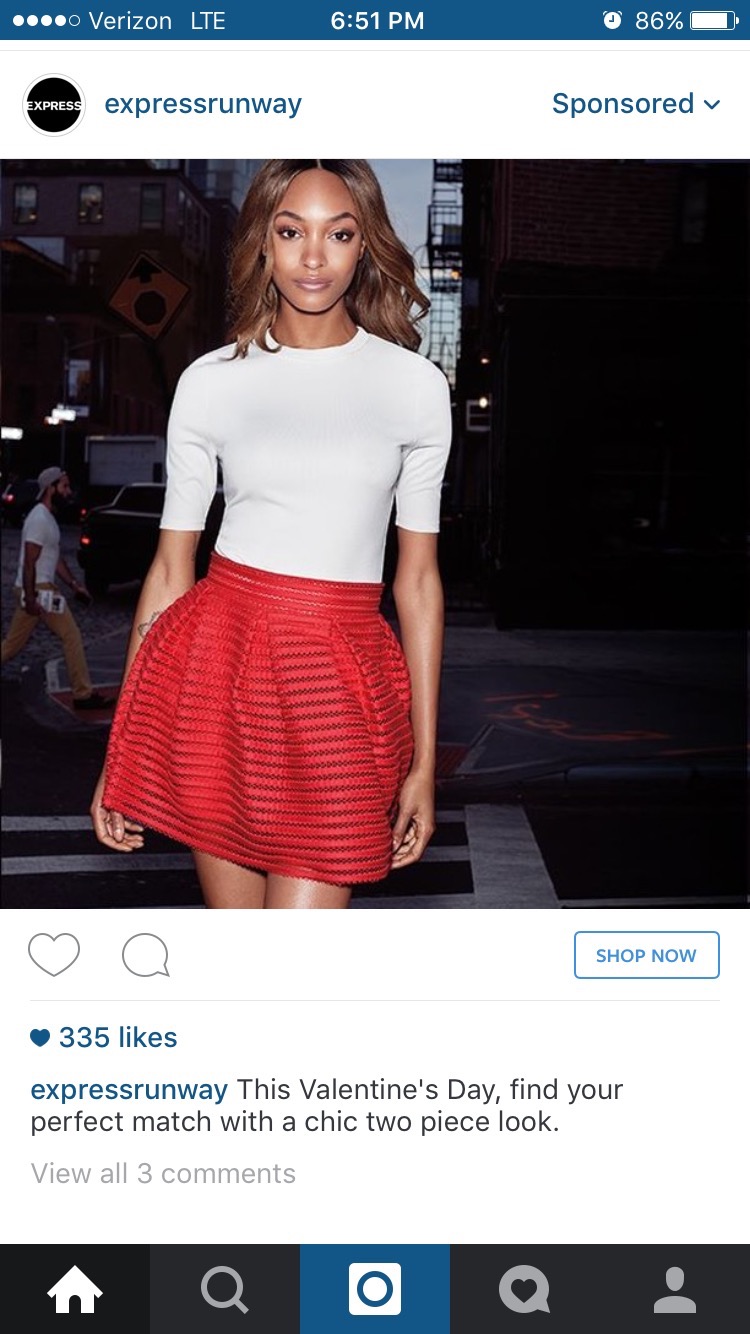 Verizon LTE 6:51 PM 86%
EXPRESS expressrunway Sponsored
SHOP NOW
335 likes
expressrunway This Valentine's Day, find your
perfect match with a chic two piece look.
View all 3 comments